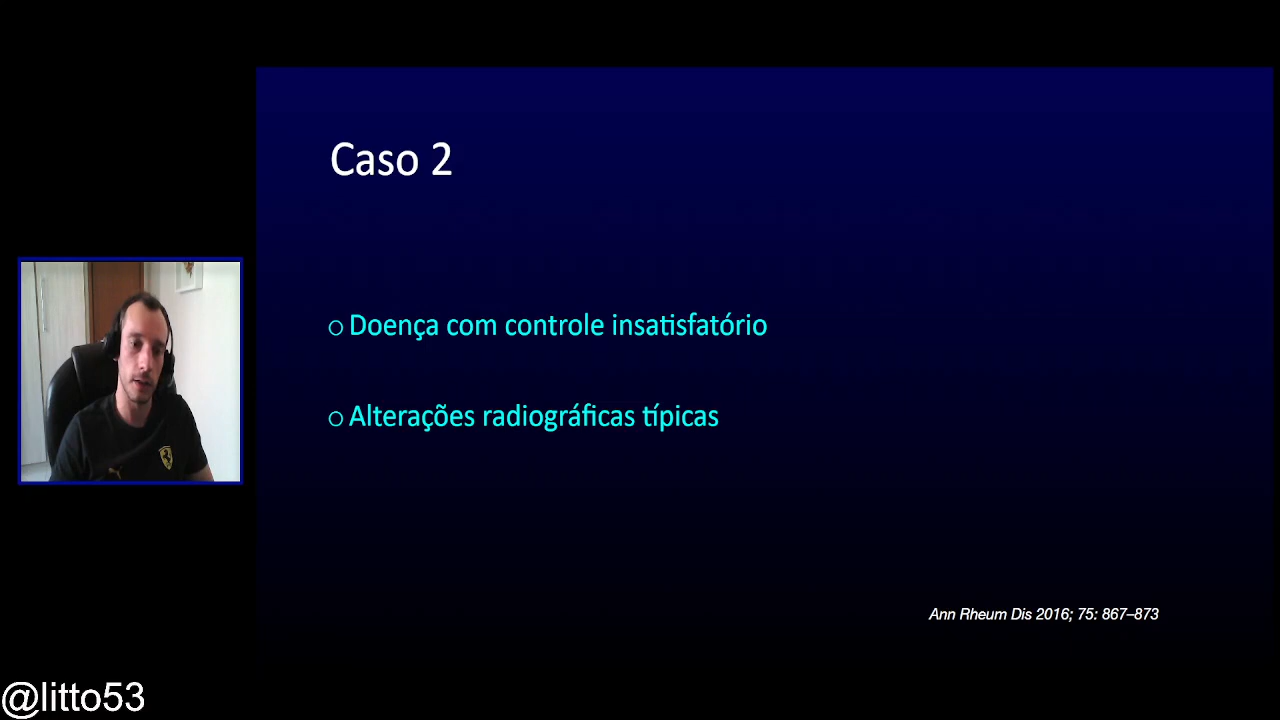 Caso 2
o Doença com controle insatisfatório
o Alterações radiográficas típicas
Ann Rheum Dis 2016; 75: 867–873
@litto53